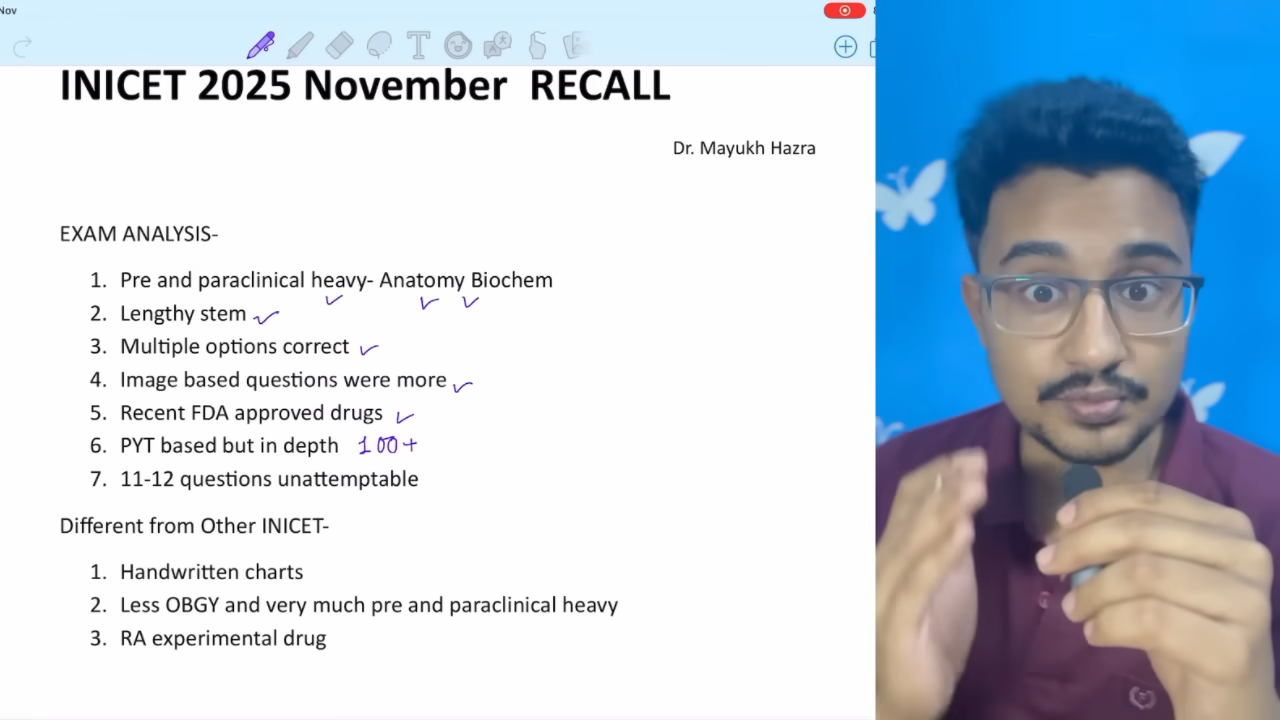 Nov
INICET 2025 November RECALL
Dr. Mayukh Hazra
EXAM ANALYSIS-
1. Pre and paraclinical heavy- Anatomy Biochem
2. Lengthy stem
3. Multiple options correct
4. Image based questions were more
5. Recent FDA approved drugs
6. PYT based but in depth 100+
7. 11-12 questions unattemptable
Different from Other INICET-
1. Handwritten charts
2. Less OBGY and very much pre and paraclinical heavy
3. RA experimental drug